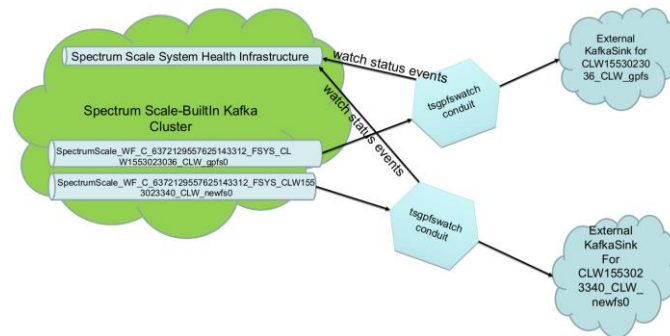 Spectrum Scale System Health Infrastructure
Spectrum Scale-BuiltIn Kafka
Cluster
SpectrumScale_WF_C_6372129557625143312_FSYS_CL
W1553023036_CLW_gpfs0
SpectrumScale_WF_C_6372129557625143312_FSYS_CLW155
3023340_CLW_newfs0
watch status events
watch status events
tsgpfswatch
conduit
tsgpfswatch
conduit
External
KafkaSink for
CLW15530230
36_CLW_gpfs
External
KafkaSink
For
CLW155302
3340_CLW_
newfs0